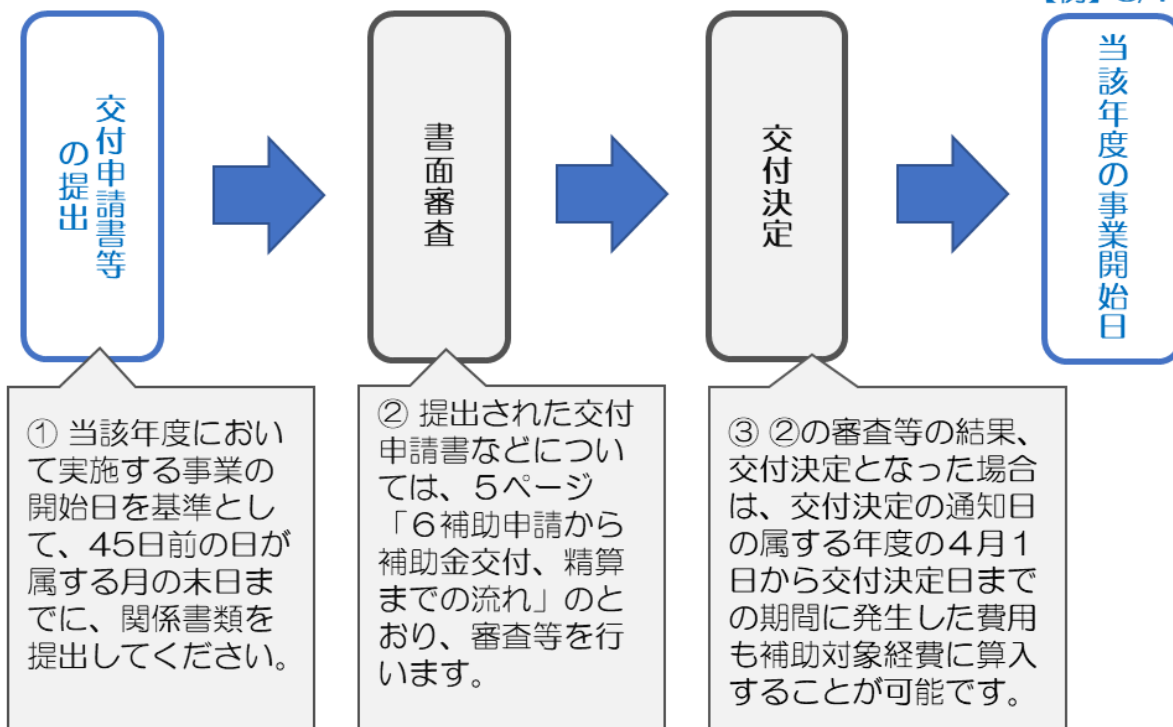 交付申請書等
の提出
書面審査
交付決定
当該年度の事業開始日
① 当該年度におい
て実施する事業の
開始日を基準とし
て、45日前の日が
属する月の末日ま
でに、関係書類を
提出してください。
② 提出された交付
申請書などについ
ては、５ページ
「６補助申請から
補助金交付、精算
までの流れ」のと
おり、審査等を行
います。
③ ②の審査等の結果、
交付決定となった場合
は、交付決定の通知日
の属する年度の４月１
日から交付決定日まで
の期間に発生した費用
も補助対象経費に算入
することが可能です。